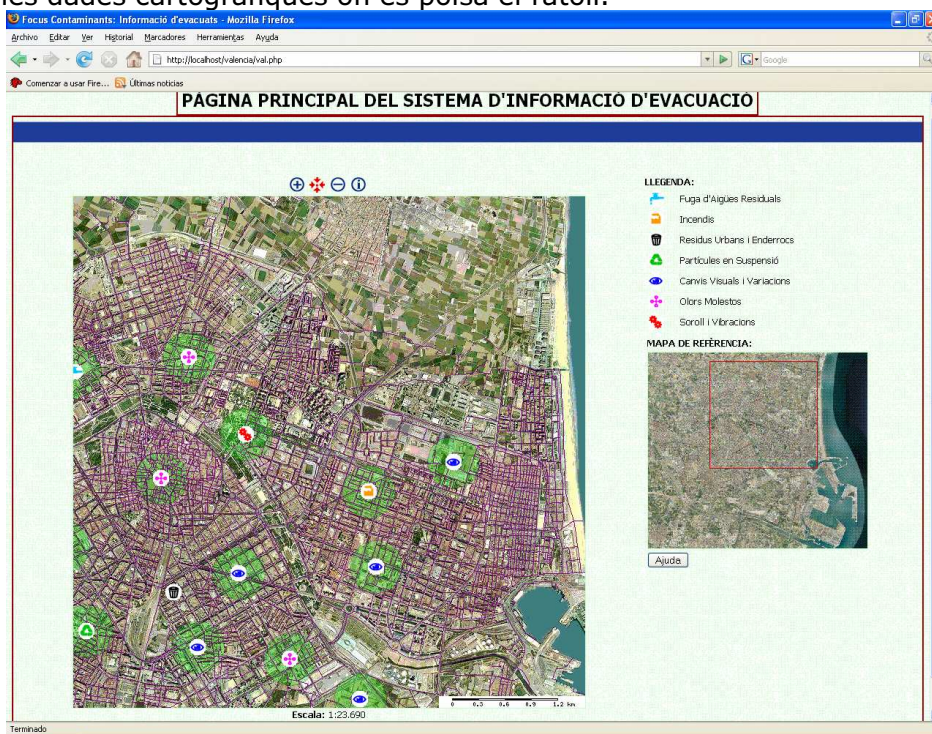 les dades cartogràfiques on es polsa el ratolí.
Focus Contaminants: Informació d'evacuats - Mozilla Firefox
Archivo Editar Ver Historial Marcadores Herramientas Ayuda
http://localhost/valencia/val.php
Google
Comenzar a usar Fire... Últimas noticias
PÀGINA PRINCIPAL DEL SISTEMA D'INFORMACIÓ D'EVACUACIÓ
LLEGENDA:
Fuga d'Aigües Residuals
Incendis
Residus Urbans i Enderrocs
Partícules en Suspensió
Canvis Visuals i Variacions
Olors Molestos
Soroll i Vibracions
MAPA DE REFÈRENCIA:
Ajuda
0 0.3 0.6 0.9 1.2 km
Escala: 1:23.690
Terminado